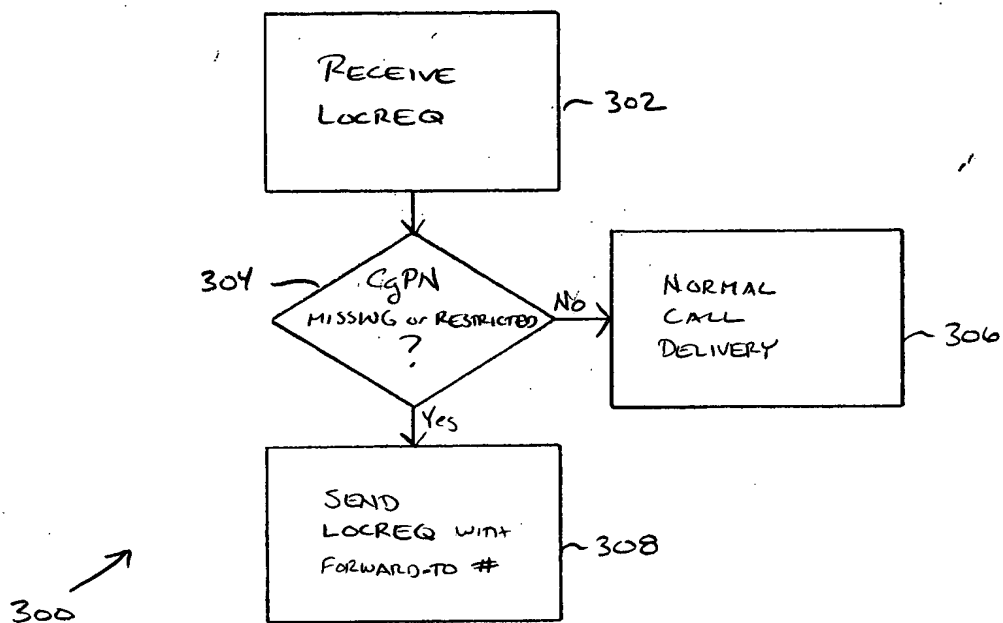 RECEIVE
LOCREQ
302
304
CgPN
MISSING or RESTRICTED
?
No
NORMAL
CALL
DELIVERY
306
Yes
SEND
LOCREQ WITH
FORWARD-TO #
308
300